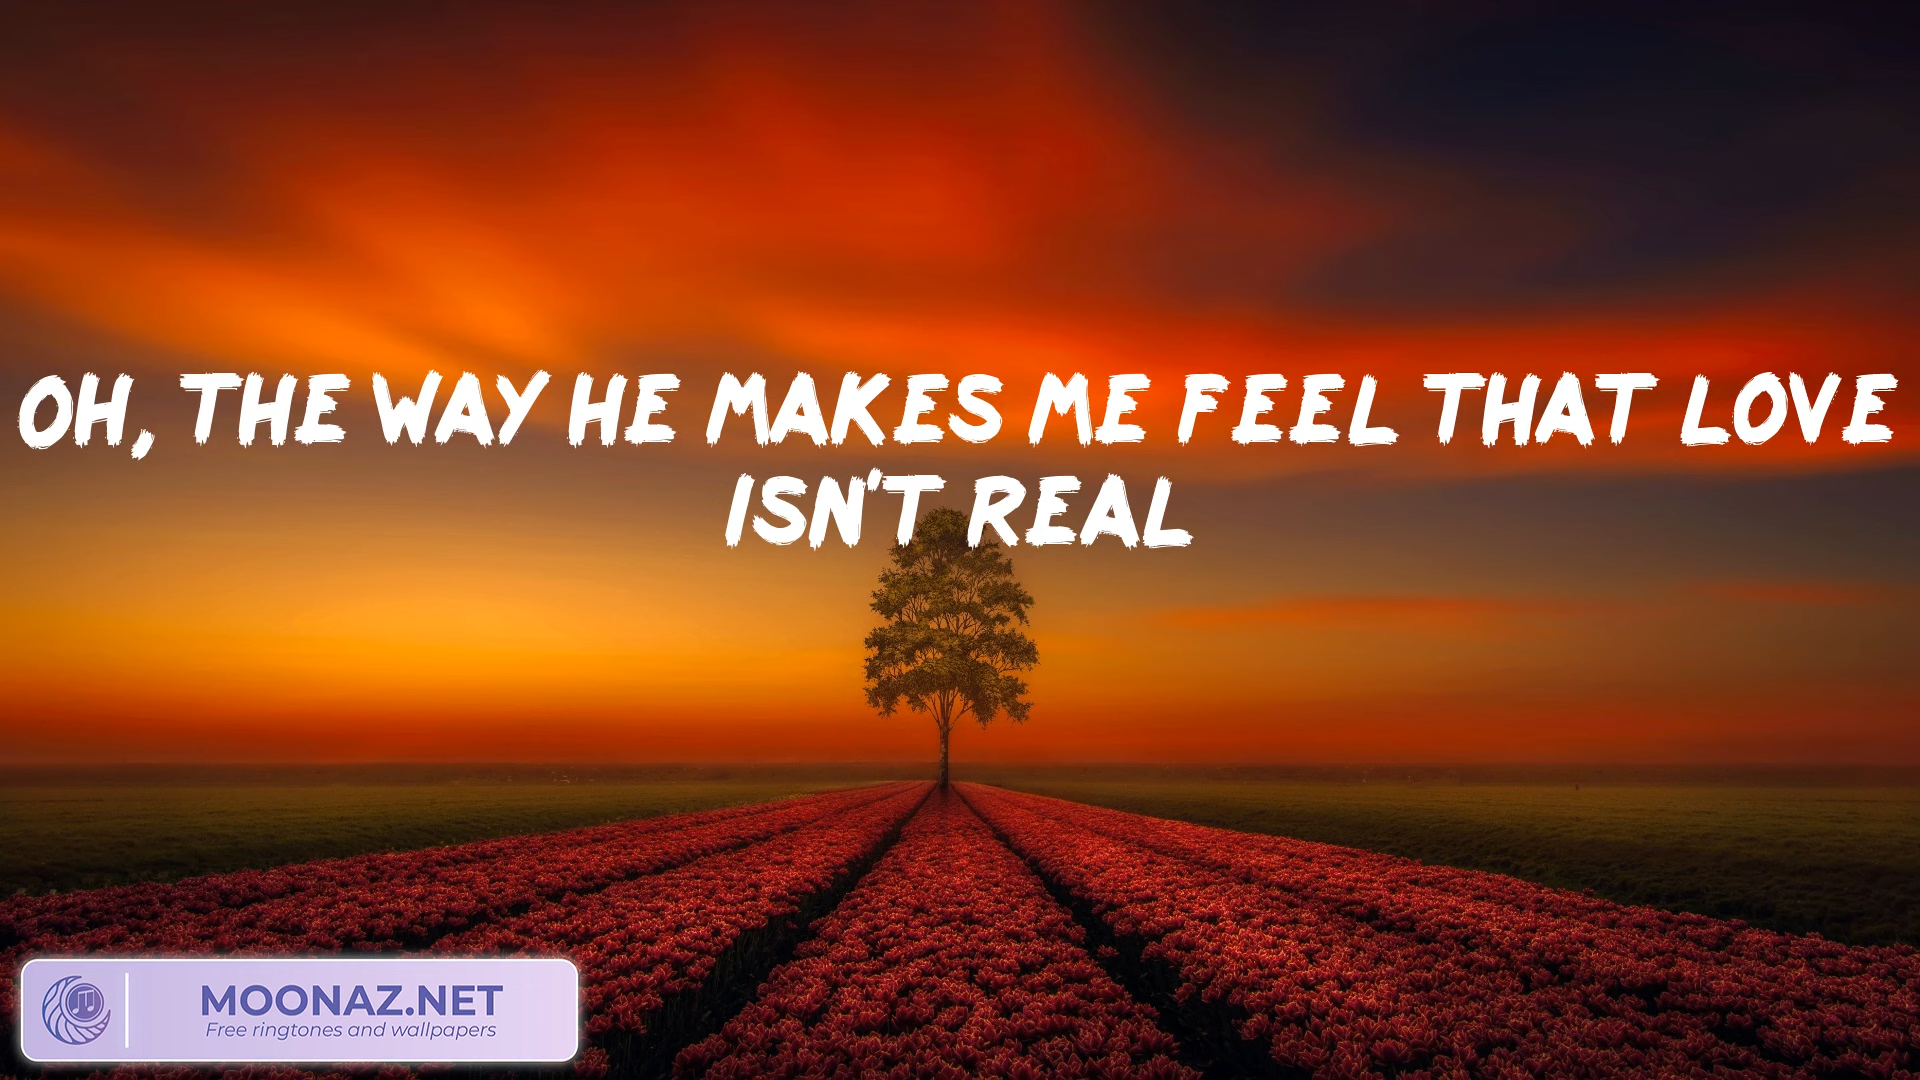 OH, THE WAY HE MAKES ME FEEL THAT LOVE
ISN'T REAL
MOONAZ.NET
Free ringtones and wallpapers